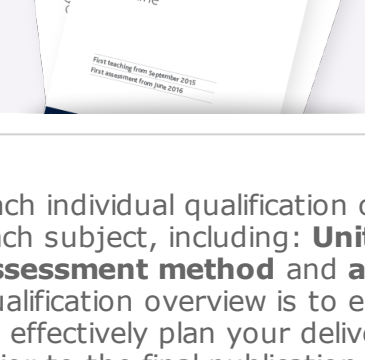 First teaching from September 2015
First assessment from June 2016
ach individual qualification
ach subject, including: Unit
ssessment method and a
ualification overview is to e
effectively plan your delive